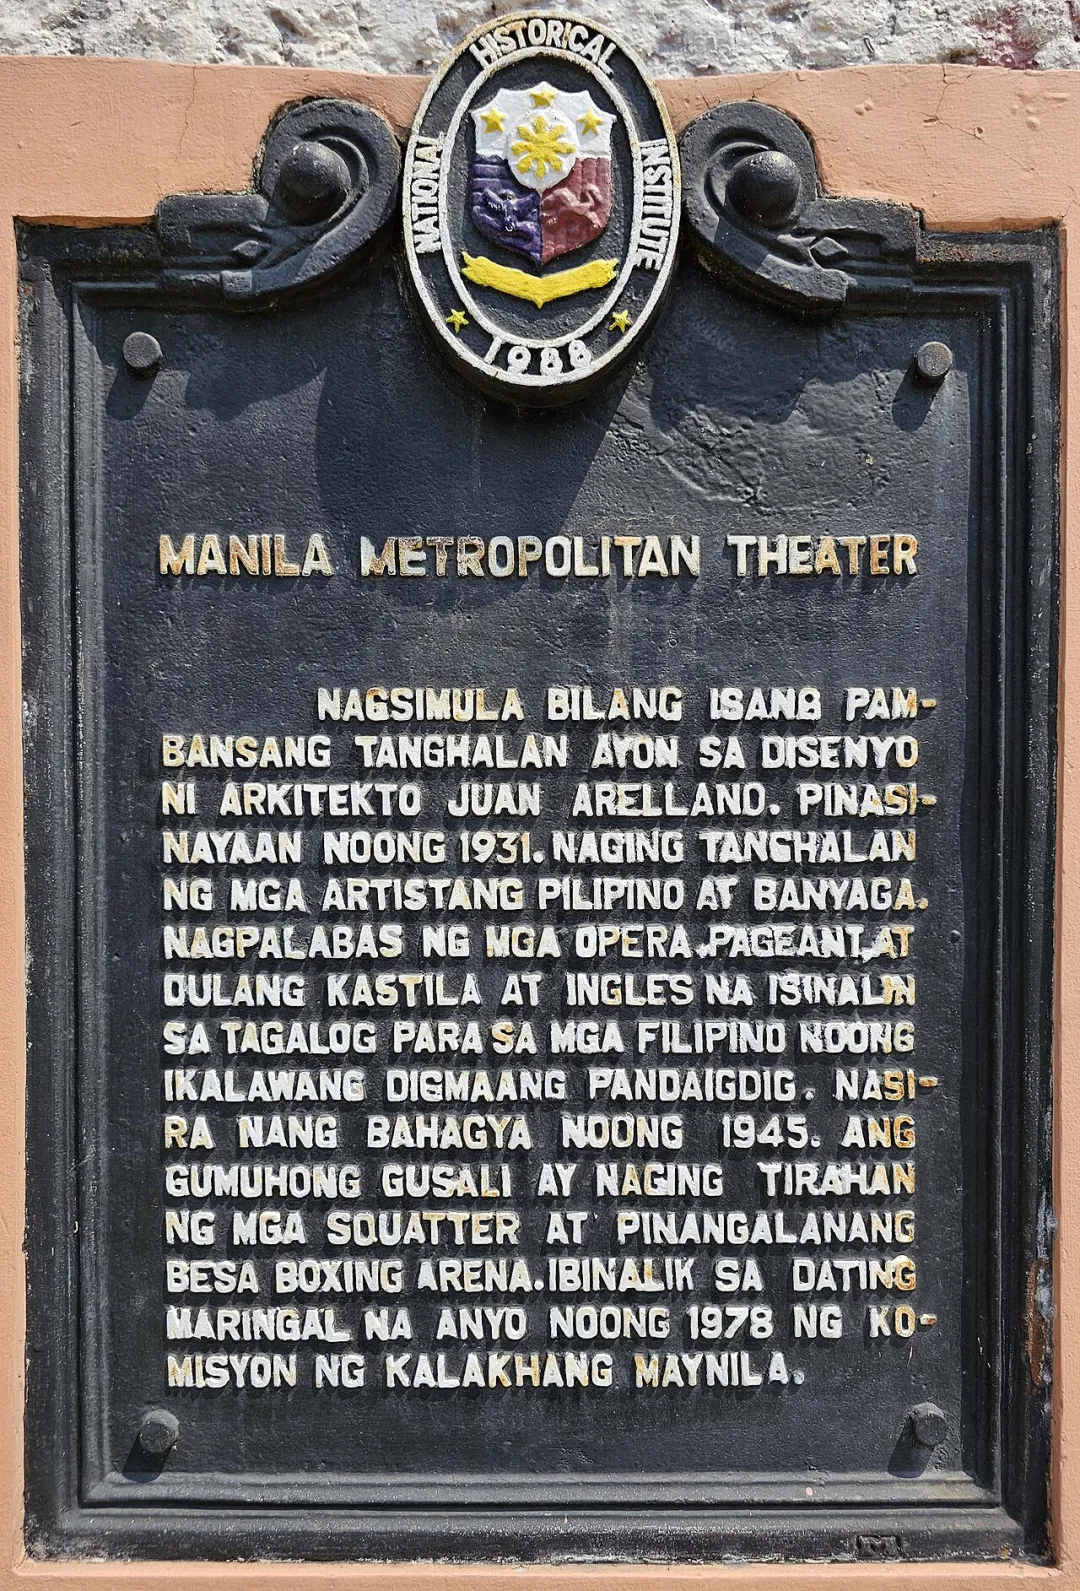 NATIONAL HISTORICAL INSTITUTE
1988
MANILA METROPOLITAN THEATER
NAGSIMULA BILANG ISANG PAM-
BANSANG TANGHALAN AYON SA DISENYO
NI ARKITEKTO JUAN ARELLANO. PINASI-
NAYAAN NOONG 1931. NAGING TANGHALAN
NG MGA ARTISTANG PILIPINO AT BANYAGA.
NAGPALABAS NG MGA OPERA, PAGEANT, AT
DULANG KASTILA AT INGLES NA ISINALIN
SA TAGALOG PARA SA MGA FILIPINO NOONG
IKALAWANG DIGMAANG PANDAIGDIG. NASI-
RA NANG BAHAGYA NOONG 1945. ANG
GUMUHONG GUSALI AY NAGING TIRAHAN
NG MGA SQUATTER AT PINANGALANANG
BESA BOXING ARENA. IBINALIK SA DATING
MARINGAL NA ANYO NOONG 1978 NG KO-
MISYON NG KALAKHANG MAYNILA.